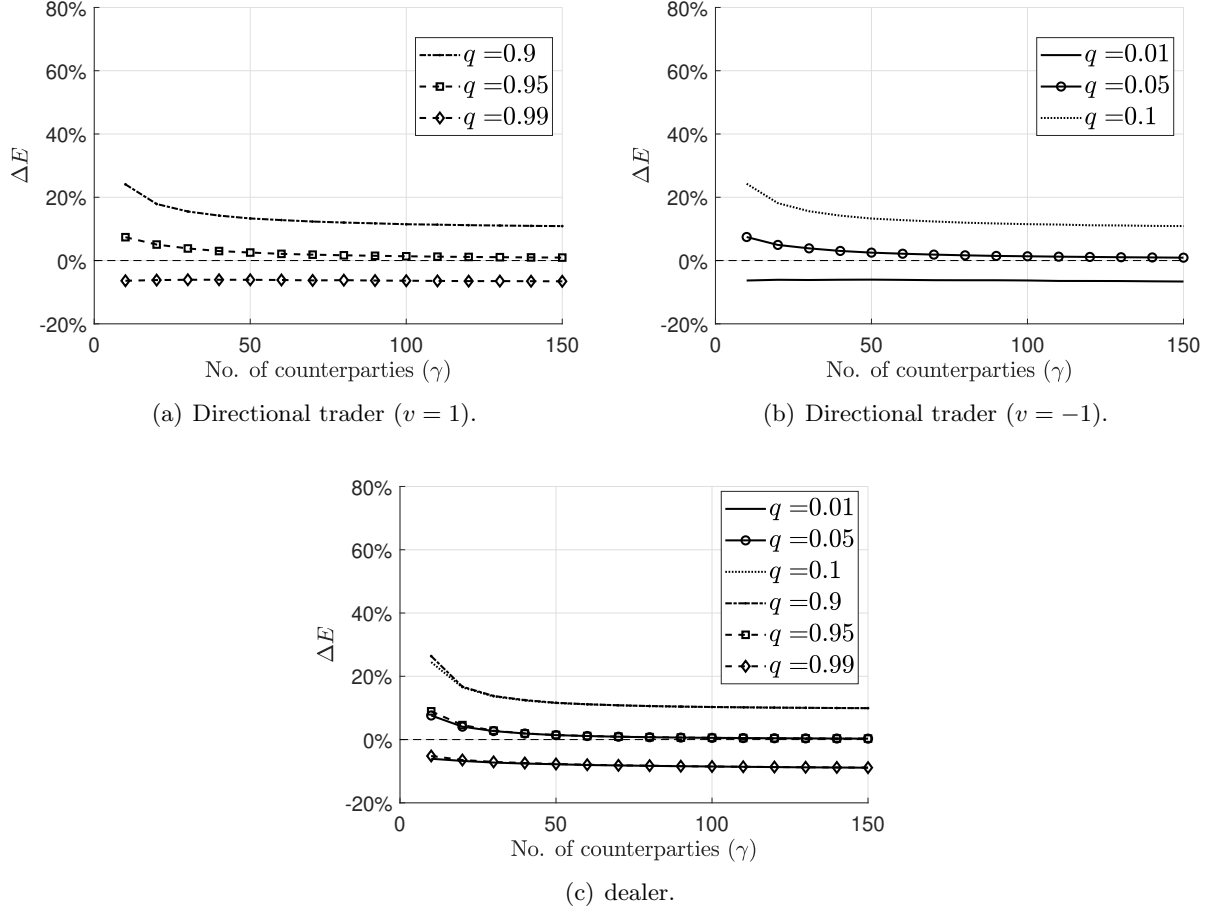 80%
60%
40%
20%
0%
-20%
ΔE
0 50 100 150
No. of counterparties (γ)
q =0.9
q =0.95
q =0.99
(a) Directional trader (v = 1).
80%
60%
40%
20%
0%
-20%
ΔE
0 50 100 150
No. of counterparties (γ)
q =0.01
q =0.05
q =0.1
(b) Directional trader (v = −1).
80%
60%
40%
20%
0%
-20%
ΔE
0 50 100 150
No. of counterparties (γ)
q =0.01
q =0.05
q =0.1
q =0.9
q =0.95
q =0.99
(c) dealer.